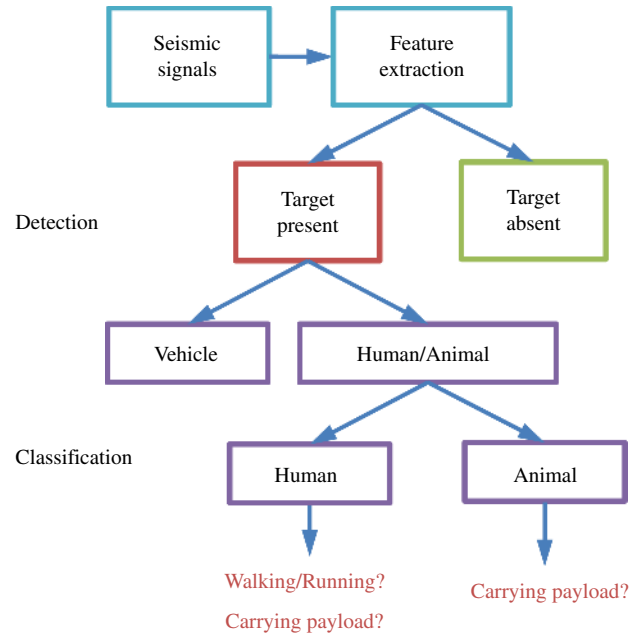 Seismic
signals
Feature
extraction
Detection
Target
present
Target
absent
Vehicle
Human/Animal
Classification
Human
Animal
Walking/Running?
Carrying payload?
Carrying payload?